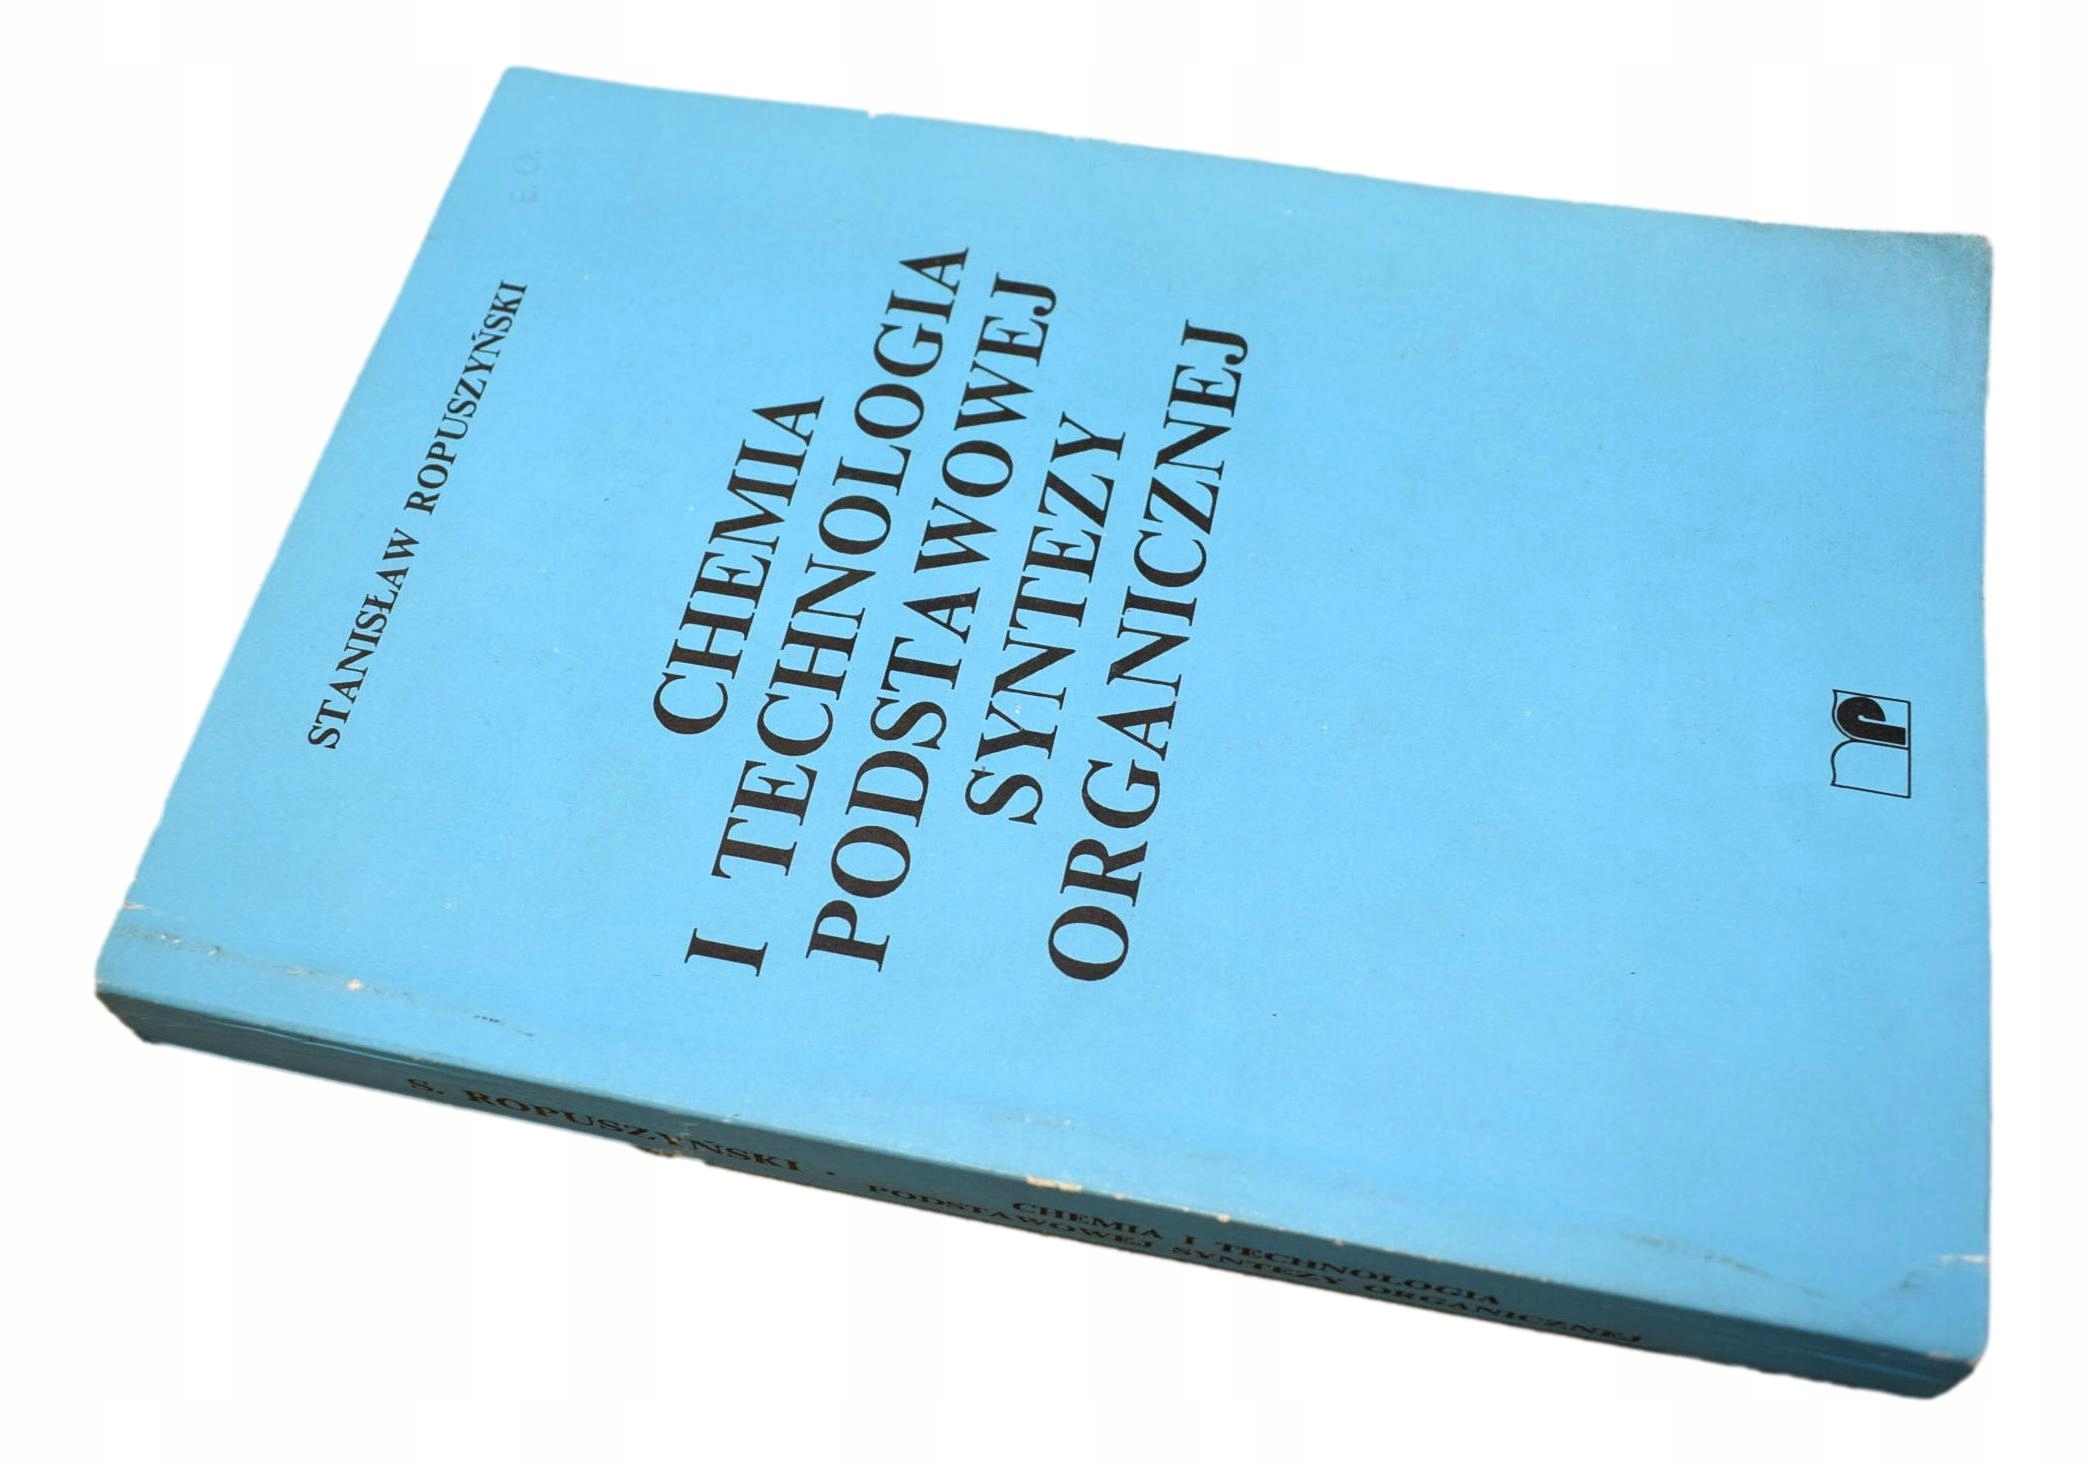 E. O.
STANISŁAW ROPUSZYŃSKI
CHEMIA
I TECHNOLOGIA
PODSTAWOWEJ
SYNTEZY
ORGANICZNEJ
S. ROPUSZYŃSKI •
CHEMIA I TECHNOLOGIA
PODSTAWOWEJ SYNTEZY ORGANICZNEJ